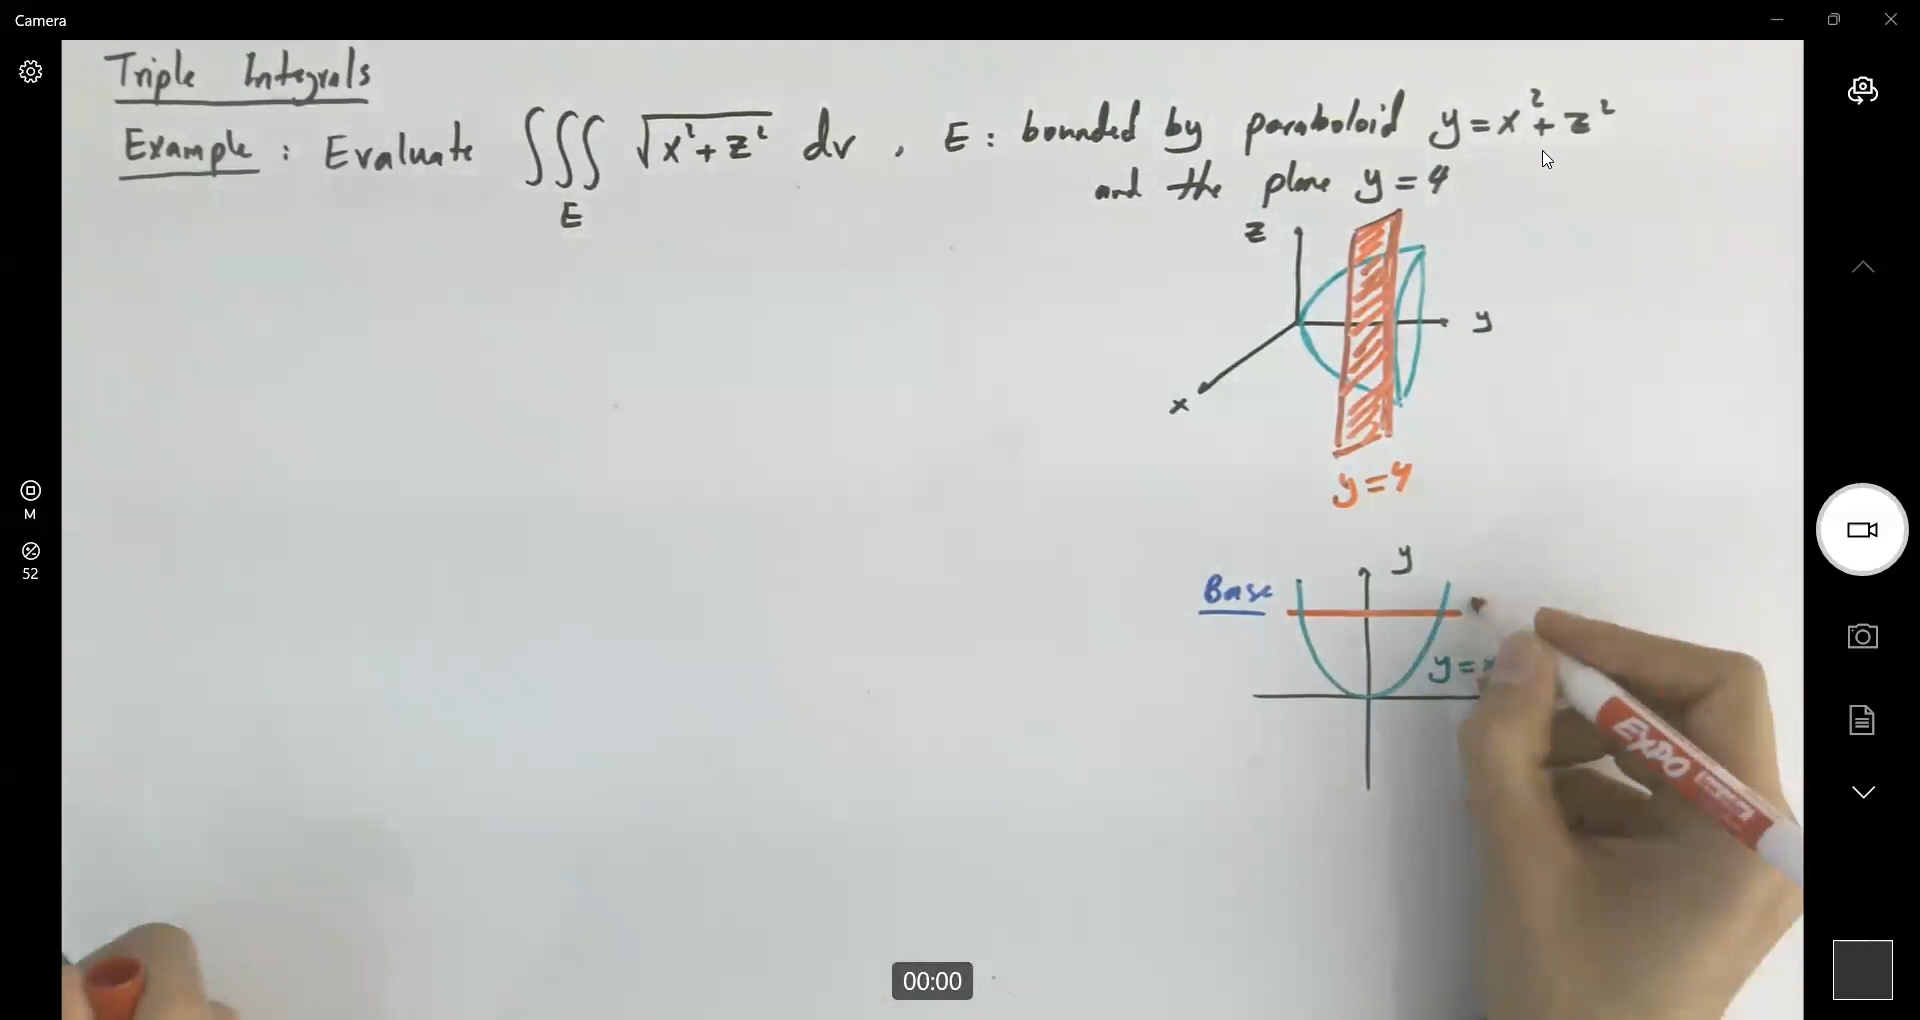 Camera
Triple Integrals
Example : Evaluate ∭ √(x²+z²) dv , E : bounded by paraboloid y = x² + z²
E
and the plane y = 4
z
y
x
y=4
y
Base
y=x
EXPO
M
52
00:00